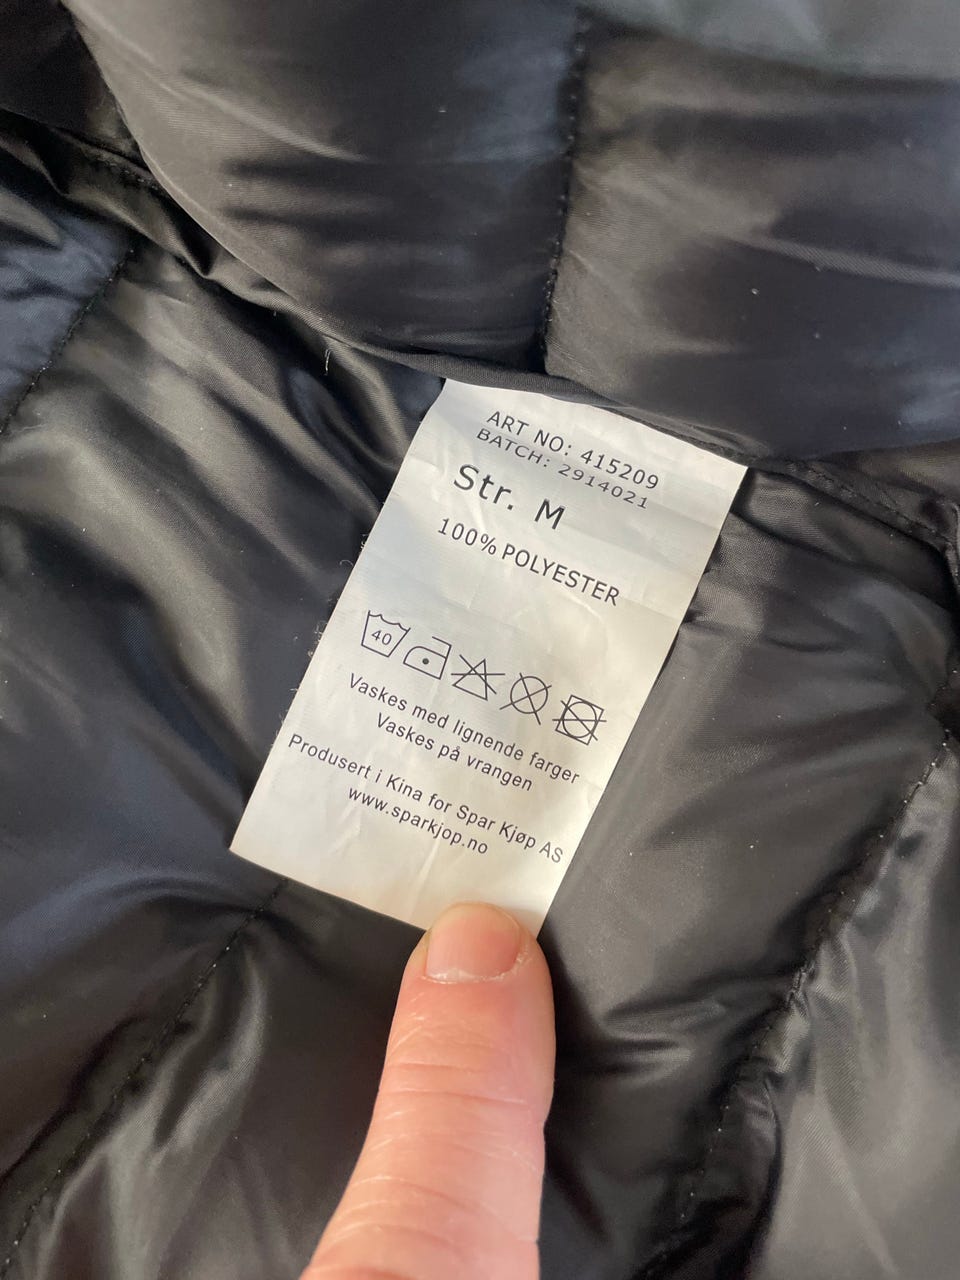 ART NO: 415209
BATCH: 2914021
Str. M
100% POLYESTER
40
Vaskes med lignende farger
Vaskes på vrangen
Produsert i Kina for Spar Kjøp AS
www.sparkjop.no